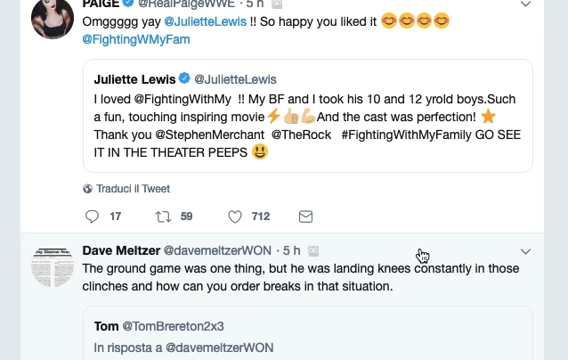 PAIGE @RealPaigeWWE · 5 h
Omggggg yay @JulietteLewis !! So happy you liked it 😊😊😊😊
@FightingWMyFam
Juliette Lewis @JulietteLewis
I loved @FightingWithMy !! My BF and I took his 10 and 12 yrold boys.Such
a fun, touching inspiring movie⚡👍🏼💪🏼And the cast was perfection! ⭐
Thank you @StephenMerchant @TheRock #FightingWithMyFamily GO SEE
IT IN THE THEATER PEEPS 😃
Traduci il Tweet
17 59 712
Dave Meltzer @davemeltzerWON · 5 h
The ground game was one thing, but he was landing knees constantly in those
clinches and how can you order breaks in that situation.
Tom @TomBrereton2x3
In risposta a @davemeltzerWON